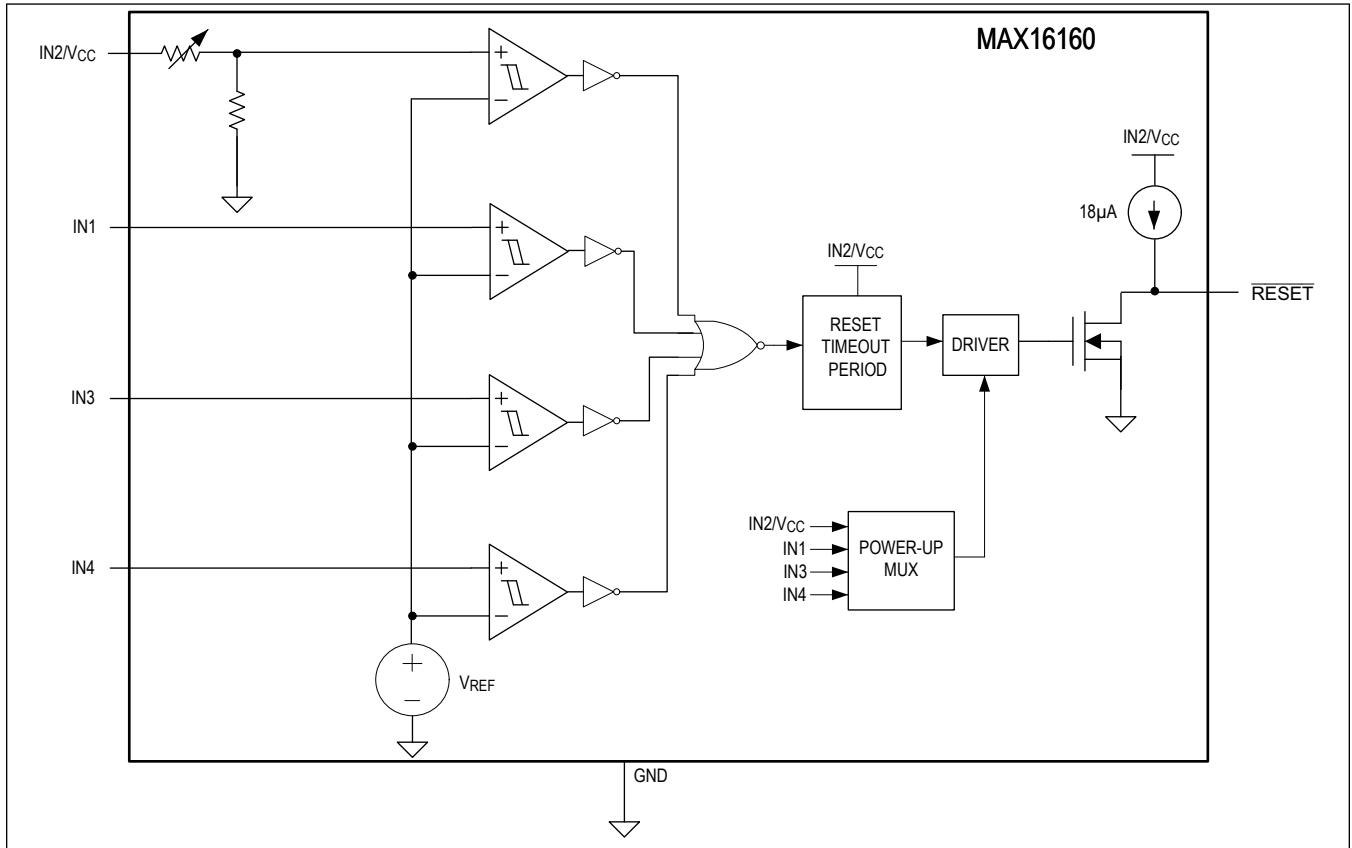 MAX16160
IN2/VCC
+
−
IN2/VCC
18µA
IN1
+
−
IN2/VCC
RESET
TIMEOUT
PERIOD
DRIVER
RESET
IN3
+
−
IN2/VCC
IN1
IN3
IN4
POWER-UP
MUX
IN4
+
−
+
−
VREF
GND